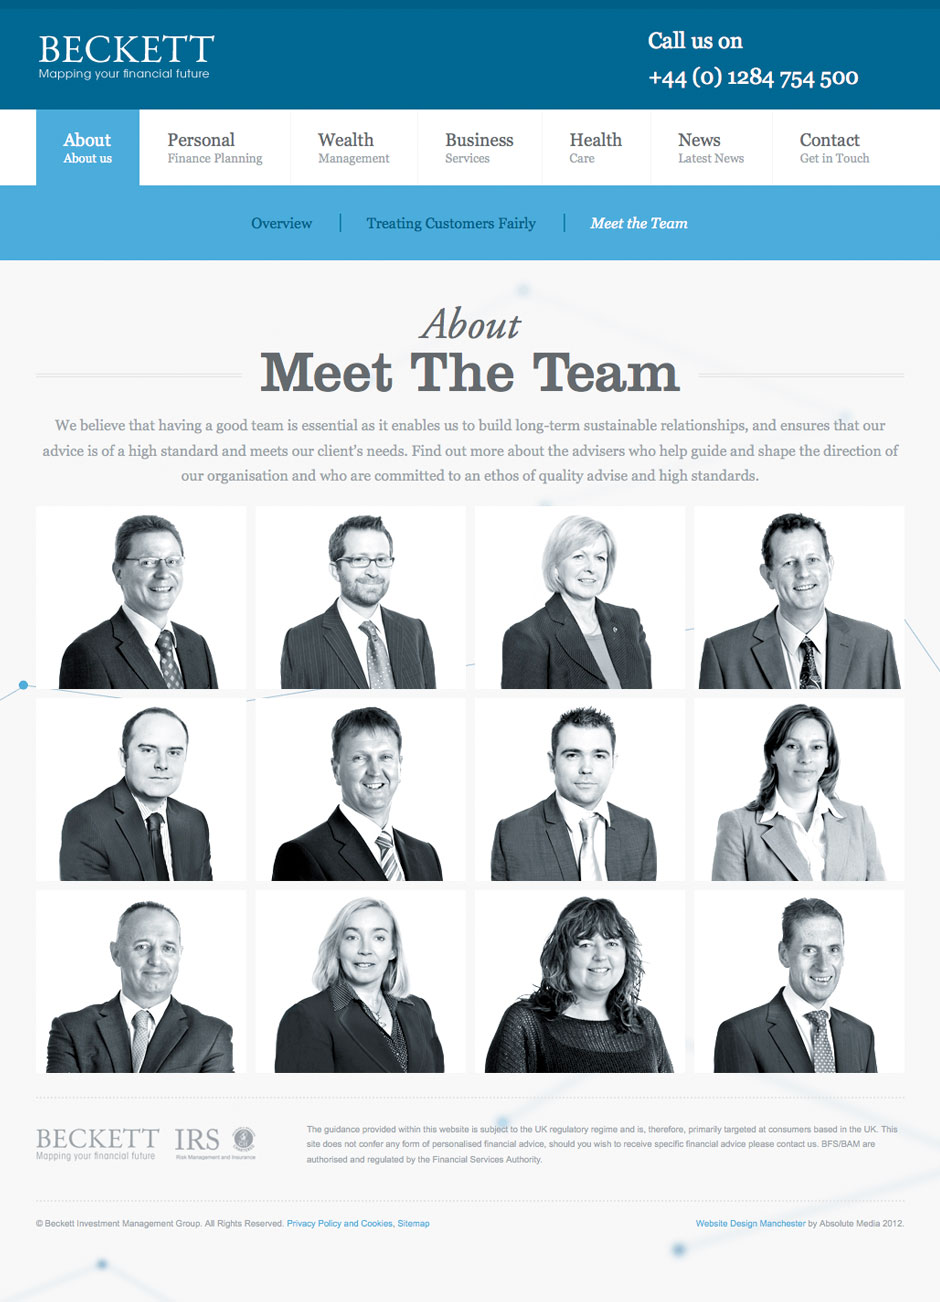 BECKETT
Mapping your financial future
Call us on
+44 (0) 1284 754 500
About
About us
Personal
Finance Planning
Wealth
Management
Business
Services
Health
Care
News
Latest News
Contact
Get in Touch
Overview
Treating Customers Fairly
Meet the Team
About
Meet The Team
We believe that having a good team is essential as it enables us to build long-term sustainable relationships, and ensures that our
advice is of a high standard and meets our client's needs. Find out more about the advisers who help guide and shape the direction of
our organisation and who are committed to an ethos of quality advise and high standards.
BECKETT
Mapping your financial future
IRS
Risk Management and Insurance
The guidance provided within this website is subject to the UK regulatory regime and is, therefore, primarily targeted at consumers based in the UK. This
site does not confer any form of personalised financial advice, should you wish to receive specific financial advice please contact us. BFS/BAM are
authorised and regulated by the Financial Services Authority.
© Beckett Investment Management Group. All Rights Reserved. Privacy Policy and Cookies, Sitemap
Website Design Manchester by Absolute Media 2012.